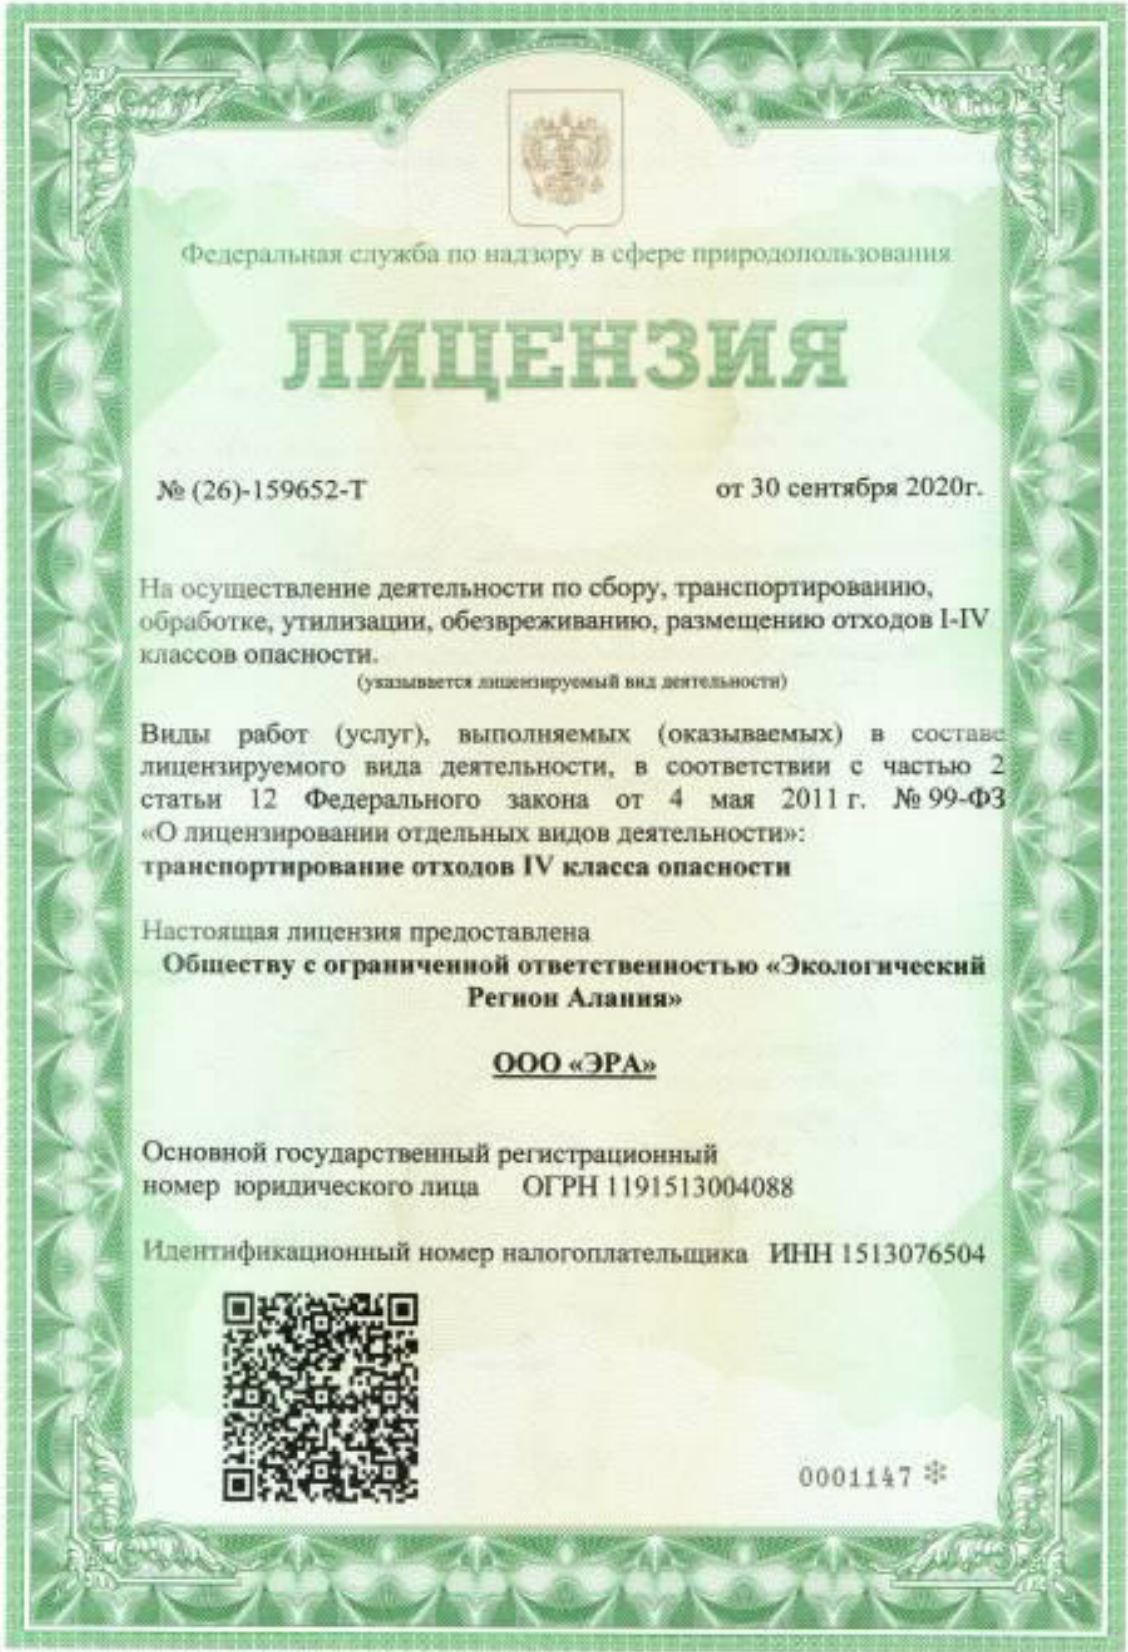 Федеральная служба по надзору в сфере природопользования
ЛИЦЕНЗИЯ
№ (26)-159652-Т от 30 сентября 2020г.
На осуществление деятельности по сбору, транспортированию,
обработке, утилизации, обезвреживанию, размещению отходов I-IV
классов опасности.
(указывается лицензируемый вид деятельности)
Виды работ (услуг), выполняемых (оказываемых) в составе
лицензируемого вида деятельности, в соответствии с частью 2
статьи 12 Федерального закона от 4 мая 2011 г. № 99-ФЗ
«О лицензировании отдельных видов деятельности»:
транспортирование отходов IV класса опасности
Настоящая лицензия предоставлена
Обществу с ограниченной ответственностью «Экологический
Регион Алания»
ООО «ЭРА»
Основной государственный регистрационный
номер юридического лица ОГРН 1191513004088
Идентификационный номер налогоплательщика ИНН 1513076504
0001147 *